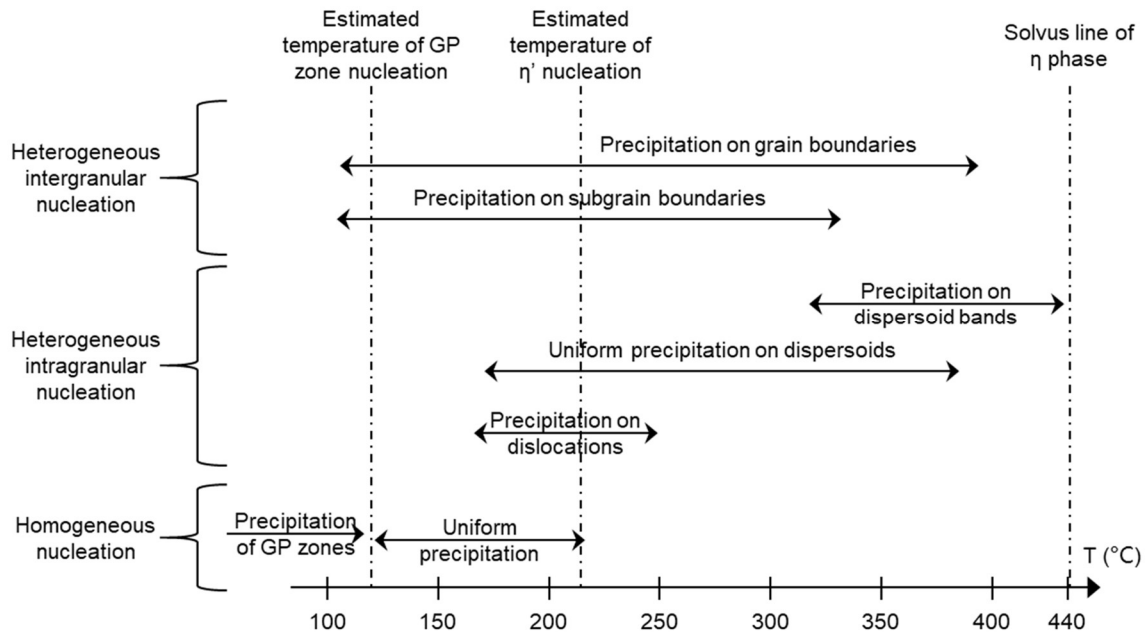 Estimated
temperature of GP
zone nucleation
Estimated
temperature of
η’ nucleation
Solvus line of
η phase
Heterogeneous
intergranular
nucleation
Precipitation on grain boundaries
Precipitation on subgrain boundaries
Heterogeneous
intragranular
nucleation
Precipitation on
dispersoid bands
Uniform precipitation on dispersoids
Precipitation on
dislocations
Homogeneous
nucleation
Precipitation
of GP zones
Uniform
precipitation
T (°C)
100 150 200 250 300 350 400 440